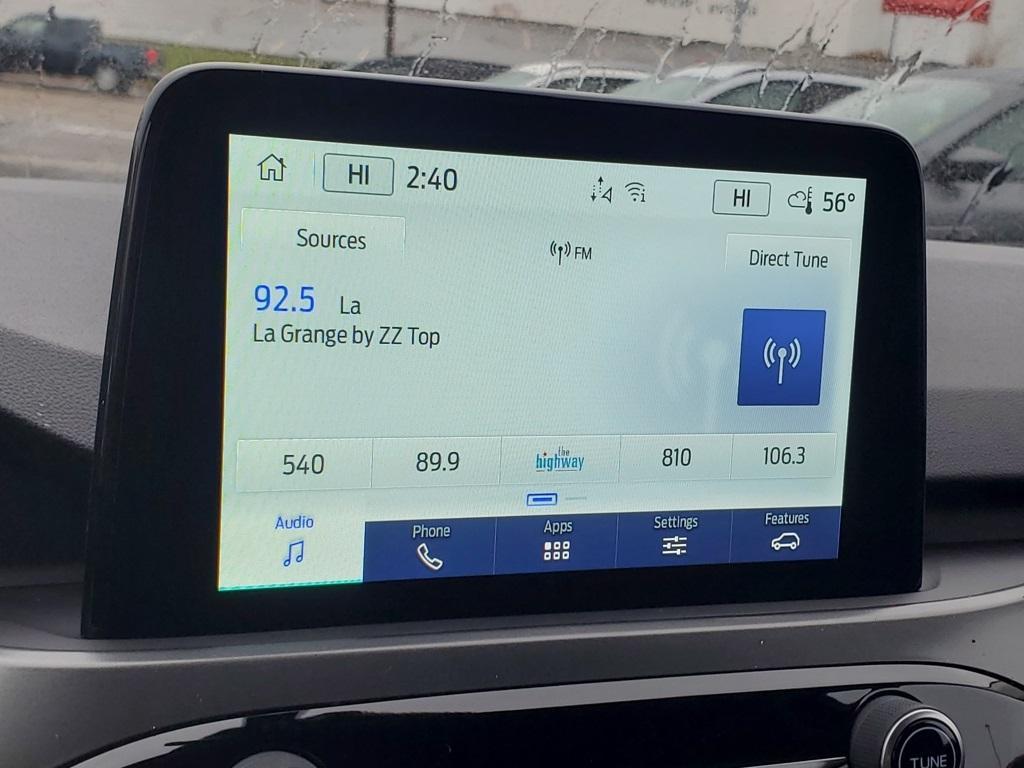 HI 2:40 HI 56°
Sources FM Direct Tune
92.5 La
La Grange by ZZ Top
540 89.9 the highway 810 106.3
Audio Phone Apps Settings Features
TUNE